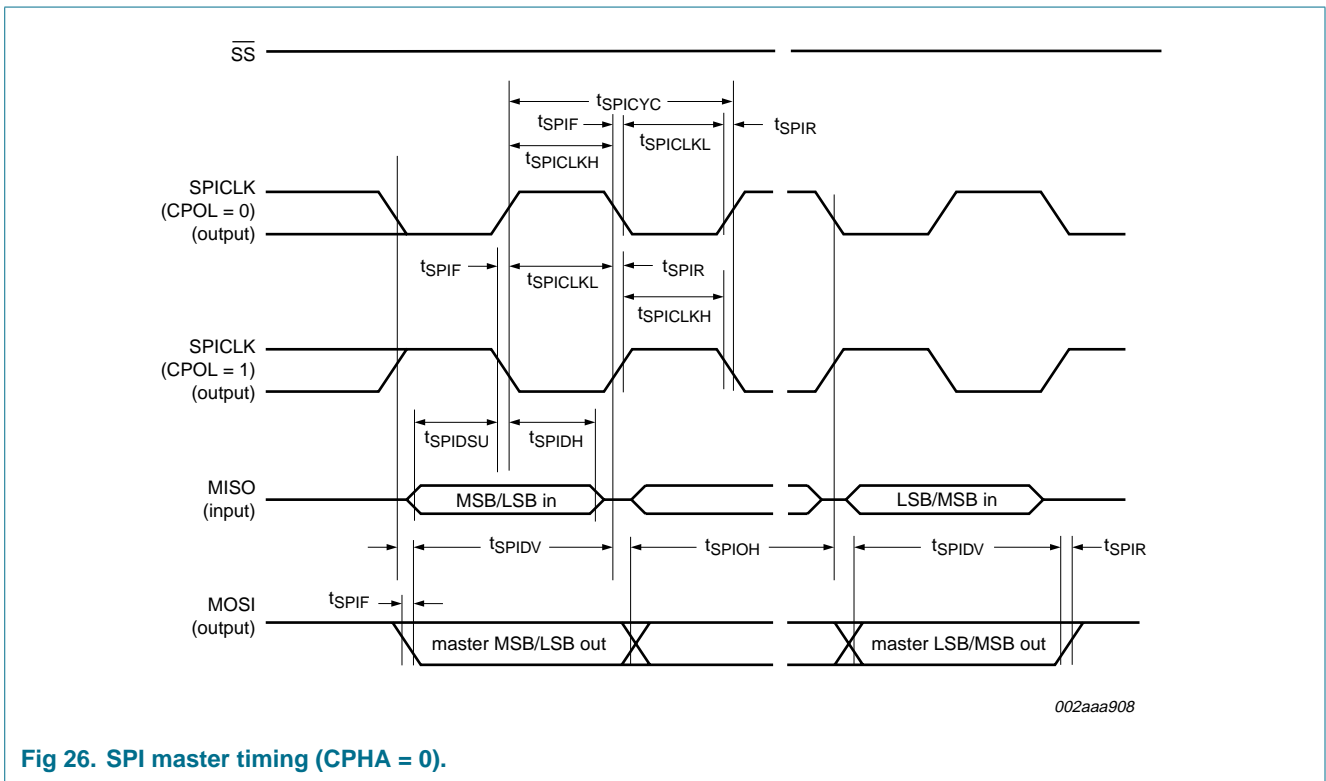 SS
tSPICYC
tSPIF
tSPICLKL
tSPIR
tSPICLKH
SPICLK
(CPOL = 0)
(output)
tSPIF
tSPICLKL
tSPIR
tSPICLKH
SPICLK
(CPOL = 1)
(output)
tSPIDSU
tSPIDH
MISO
(input)
MSB/LSB in
LSB/MSB in
tSPIDV
tSPIOH
tSPIDV
tSPIR
tSPIF
MOSI
(output)
master MSB/LSB out
master LSB/MSB out
002aaa908
Fig 26. SPI master timing (CPHA = 0).